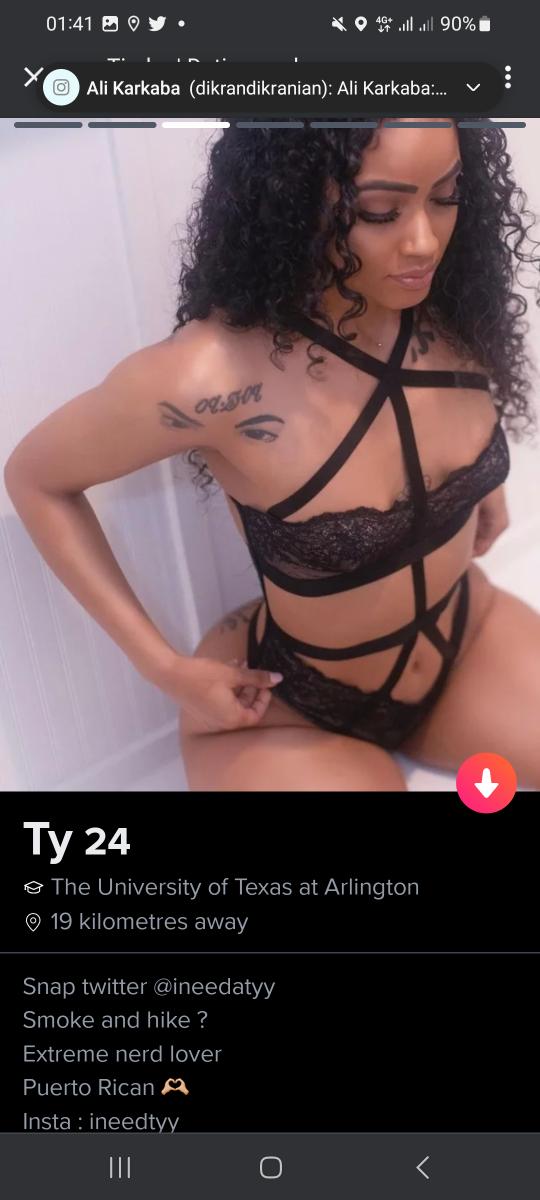 01:41
4G+
90%
Ali Karkaba (dikrandikranian): Ali Karkaba:...
Ty 24
The University of Texas at Arlington
19 kilometres away
Snap twitter @ineedatyy
Smoke and hike ?
Extreme nerd lover
Puerto Rican 🫶🏼
Insta : ineedtyy